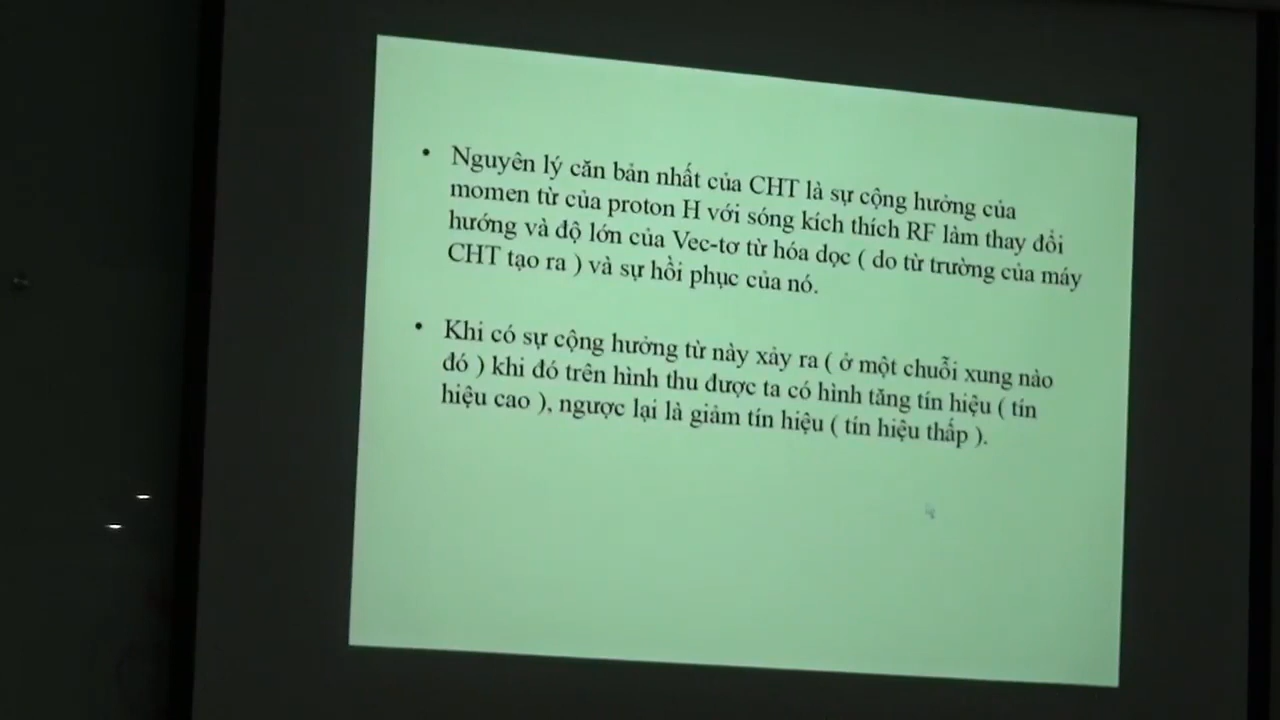 • Nguyên lý căn bản nhất của CHT là sự cộng hưởng của
momen từ của proton H với sóng kích thích RF làm thay đổi
hướng và độ lớn của Vec-tơ từ hóa dọc ( do từ trường của máy
CHT tạo ra ) và sự hồi phục của nó.
• Khi có sự cộng hưởng từ này xảy ra ( ở một chuỗi xung nào
đó ) khi đó trên hình thu được ta có hình tăng tín hiệu ( tín
hiệu cao ), ngược lại là giảm tín hiệu ( tín hiệu thấp ).